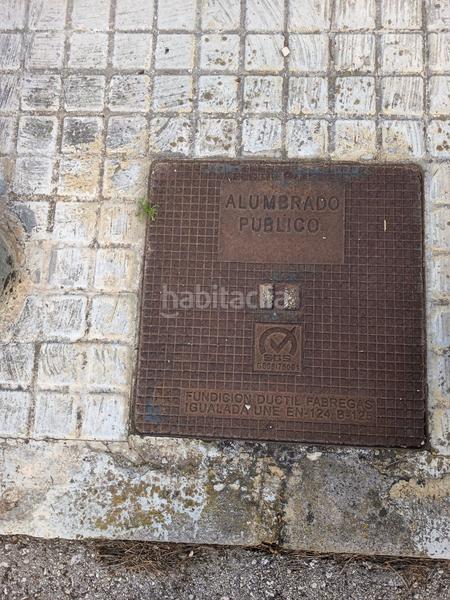 ALUMBRADO
PUBLICO
habitaclia
SGS
FUNDICION DUCTIL FABREGAS
IGUALADA UNE EN-124 B-125